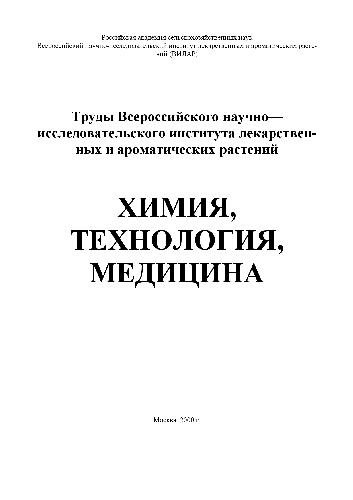 Российская академия сельскохозяйственных наук
Всероссийский научно-исследовательский институт лекарственных и ароматических расте-
ний (ВИЛАР)
Труды Всероссийского научно—
исследовательского института лекарствен-
ных и ароматических растений
ХИМИЯ,
ТЕХНОЛОГИЯ,
МЕДИЦИНА
Москва 2000 г